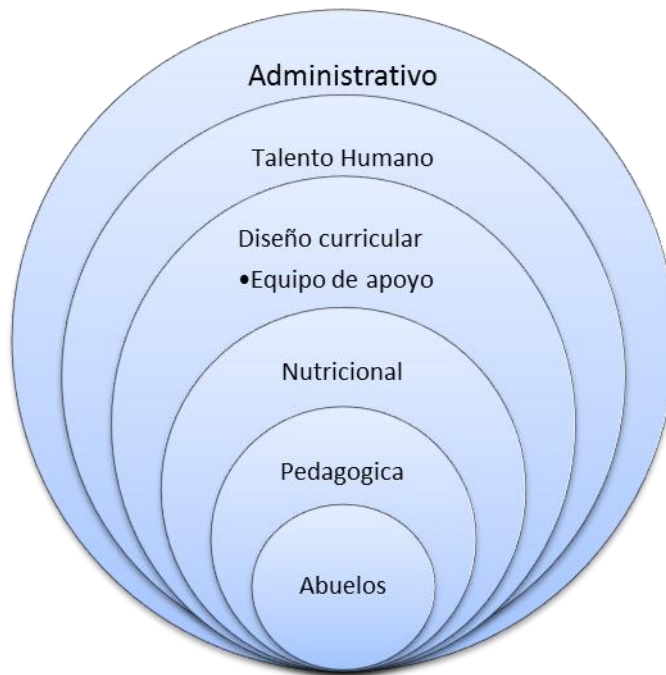 Administrativo
Talento Humano
Diseño curricular
•Equipo de apoyo
Nutricional
Pedagogica
Abuelos